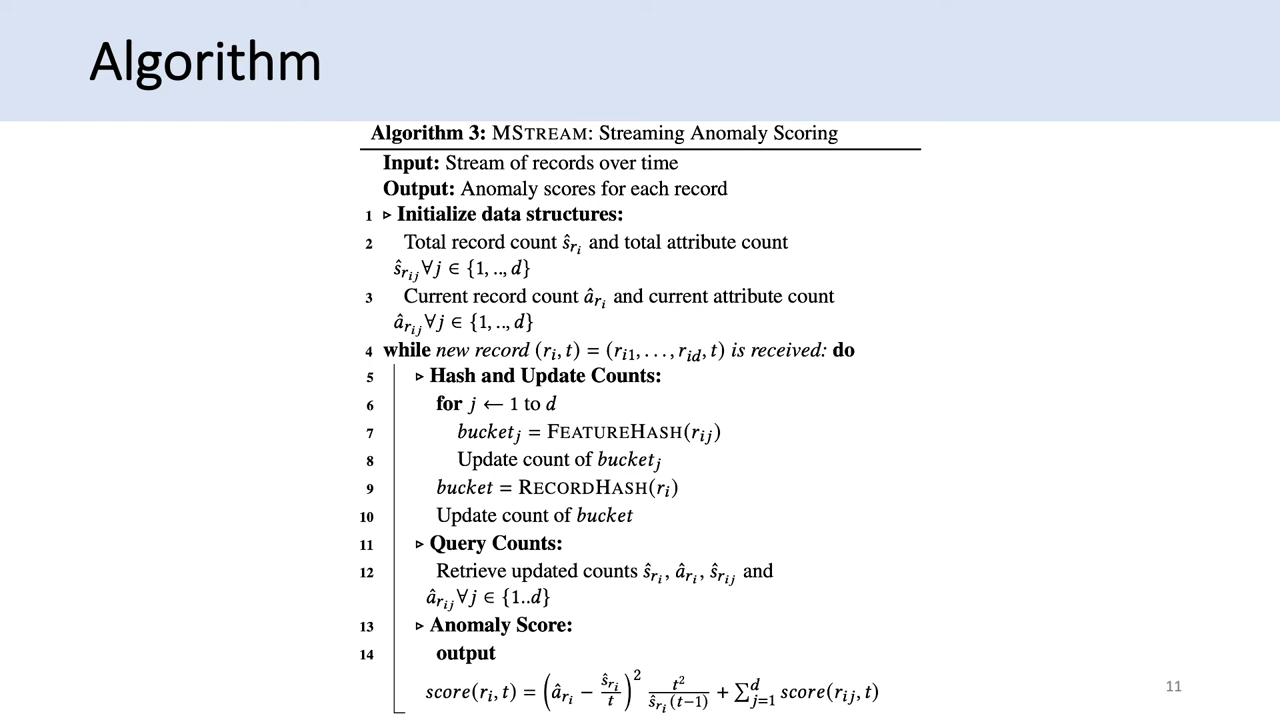 Algorithm
Algorithm 3: MSTREAM: Streaming Anomaly Scoring
Input: Stream of records over time
Output: Anomaly scores for each record
1 ▷ Initialize data structures:
2 Total record count ŝ_{r_i} and total attribute count
ŝ_{r_{ij}} ∀j ∈ {1, .., d}
3 Current record count â_{r_i} and current attribute count
â_{r_{ij}} ∀j ∈ {1, .., d}
4 while new record (r_i, t) = (r_{i1}, . . . , r_{id}, t) is received: do
5 ▷ Hash and Update Counts:
6 for j ← 1 to d
7 bucket_j = FEATUREHASH(r_{ij})
8 Update count of bucket_j
9 bucket = RECORDHASH(r_i)
10 Update count of bucket
11 ▷ Query Counts:
12 Retrieve updated counts ŝ_{r_i}, â_{r_i}, ŝ_{r_{ij}} and
â_{r_{ij}} ∀j ∈ {1..d}
13 ▷ Anomaly Score:
14 output
score(r_i, t) = (â_{r_i} − ŝ_{r_i}/t)^2 t^2/(ŝ_{r_i}(t−1)) + ∑_{j=1}^{d} score(r_{ij}, t)
11